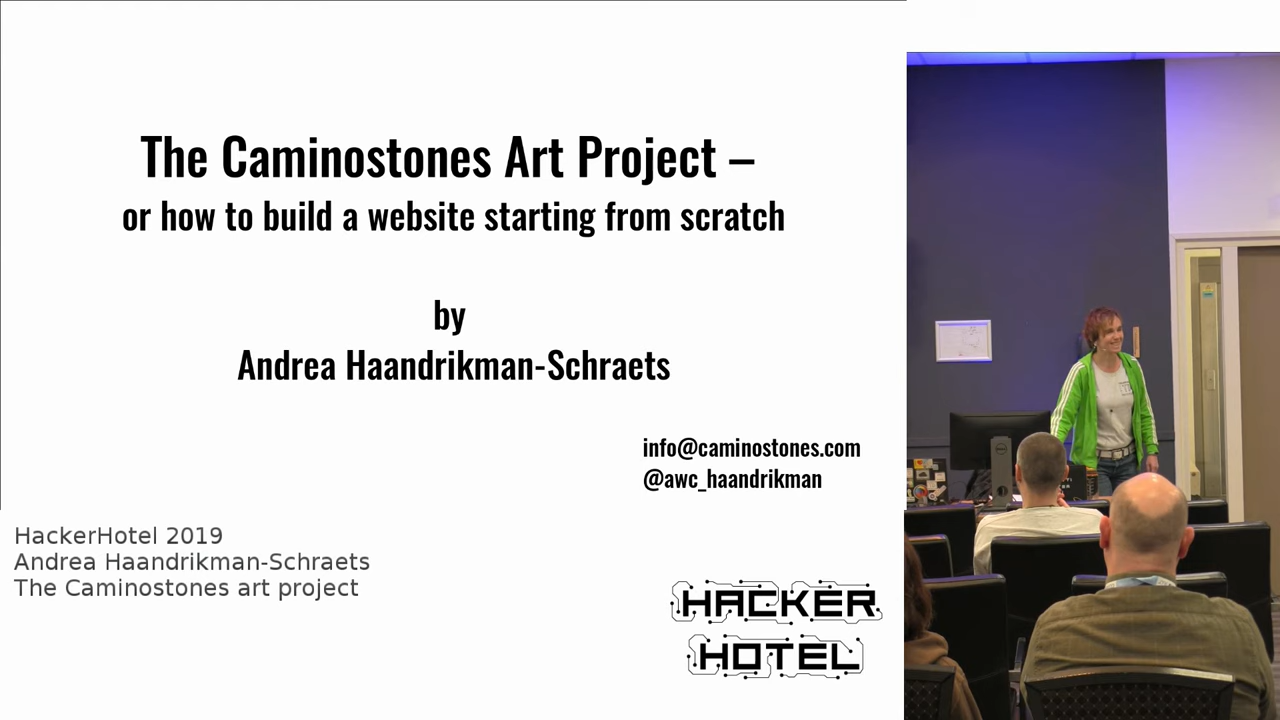 The Caminostones Art Project –
or how to build a website starting from scratch
by
Andrea Haandrikman-Schraets
info@caminostones.com
@awc_haandrikman
HackerHotel 2019
Andrea Haandrikman-Schraets
The Caminostones art project
HACKER
HOTEL